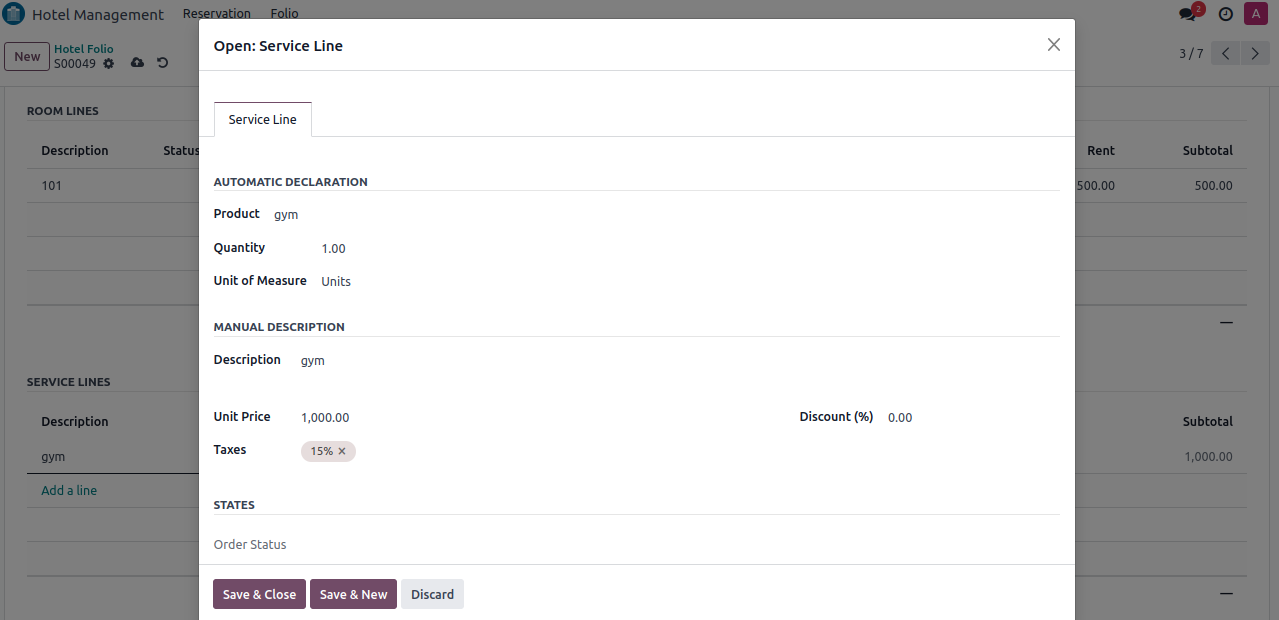 Hotel Management Reservation Folio 2 A
New Hotel Folio
S00049
3 / 7
Open: Service Line
Service Line
ROOM LINES
Description Status Rent Subtotal
101 500.00 500.00
AUTOMATIC DECLARATION
Product gym
Quantity 1.00
Unit of Measure Units
MANUAL DESCRIPTION
Description gym
SERVICE LINES
Description Subtotal
gym 1,000.00
Add a line
Unit Price 1,000.00 Discount (%) 0.00
Taxes 15% ×
STATES
Order Status
Save & Close Save & New Discard